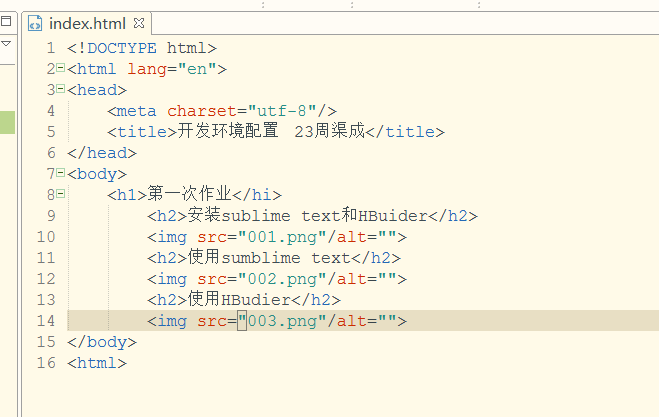 index.html
1 <!DOCTYPE html>
2 <html lang="en">
3 <head>
4 <meta charset="utf-8"/>
5 <title>开发环境配置 23周渠成</title>
6 </head>
7 <body>
8 <h1>第一次作业</hi>
9 <h2>安装sublime text和HBuider</h2>
10 <img src="001.png"/alt="">
11 <h2>使用sumblime text</h2>
12 <img src="002.png"/alt="">
13 <h2>使用HBudier</h2>
14 <img src="003.png"/alt="">
15 </body>
16 <html>